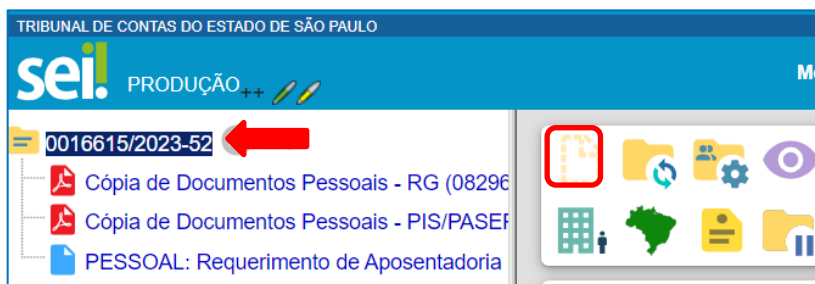 TRIBUNAL DE CONTAS DO ESTADO DE SÃO PAULO
sei! PRODUÇÃO++
0016615/2023-52
Cópia de Documentos Pessoais - RG (08296
Cópia de Documentos Pessoais - PIS/PASEP
PESSOAL: Requerimento de Aposentadoria